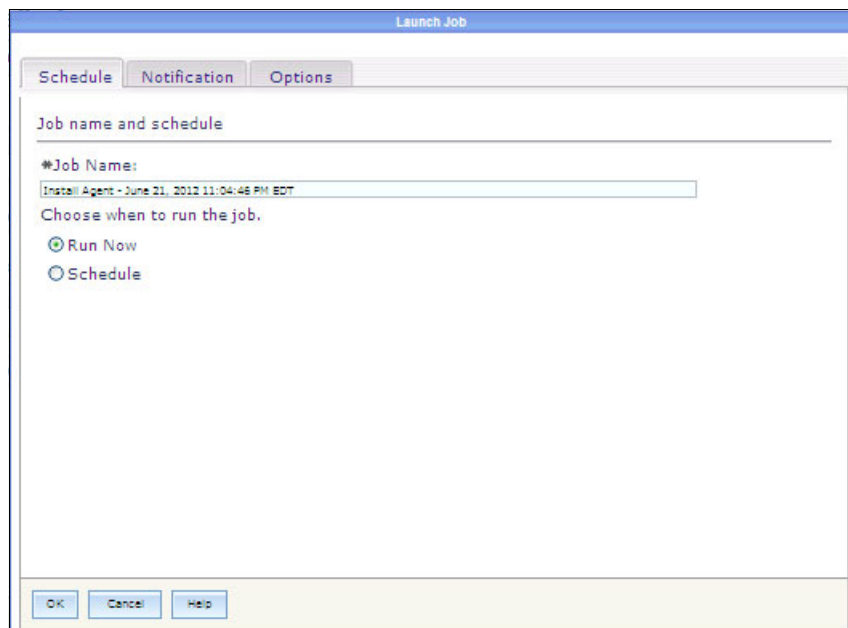 Launch Job
Schedule Notification Options
Job name and schedule
*Job Name:
Install Agent - June 21, 2012 11:04:46 PM EDT
Choose when to run the job.
Run Now
Schedule
OK Cancel Help